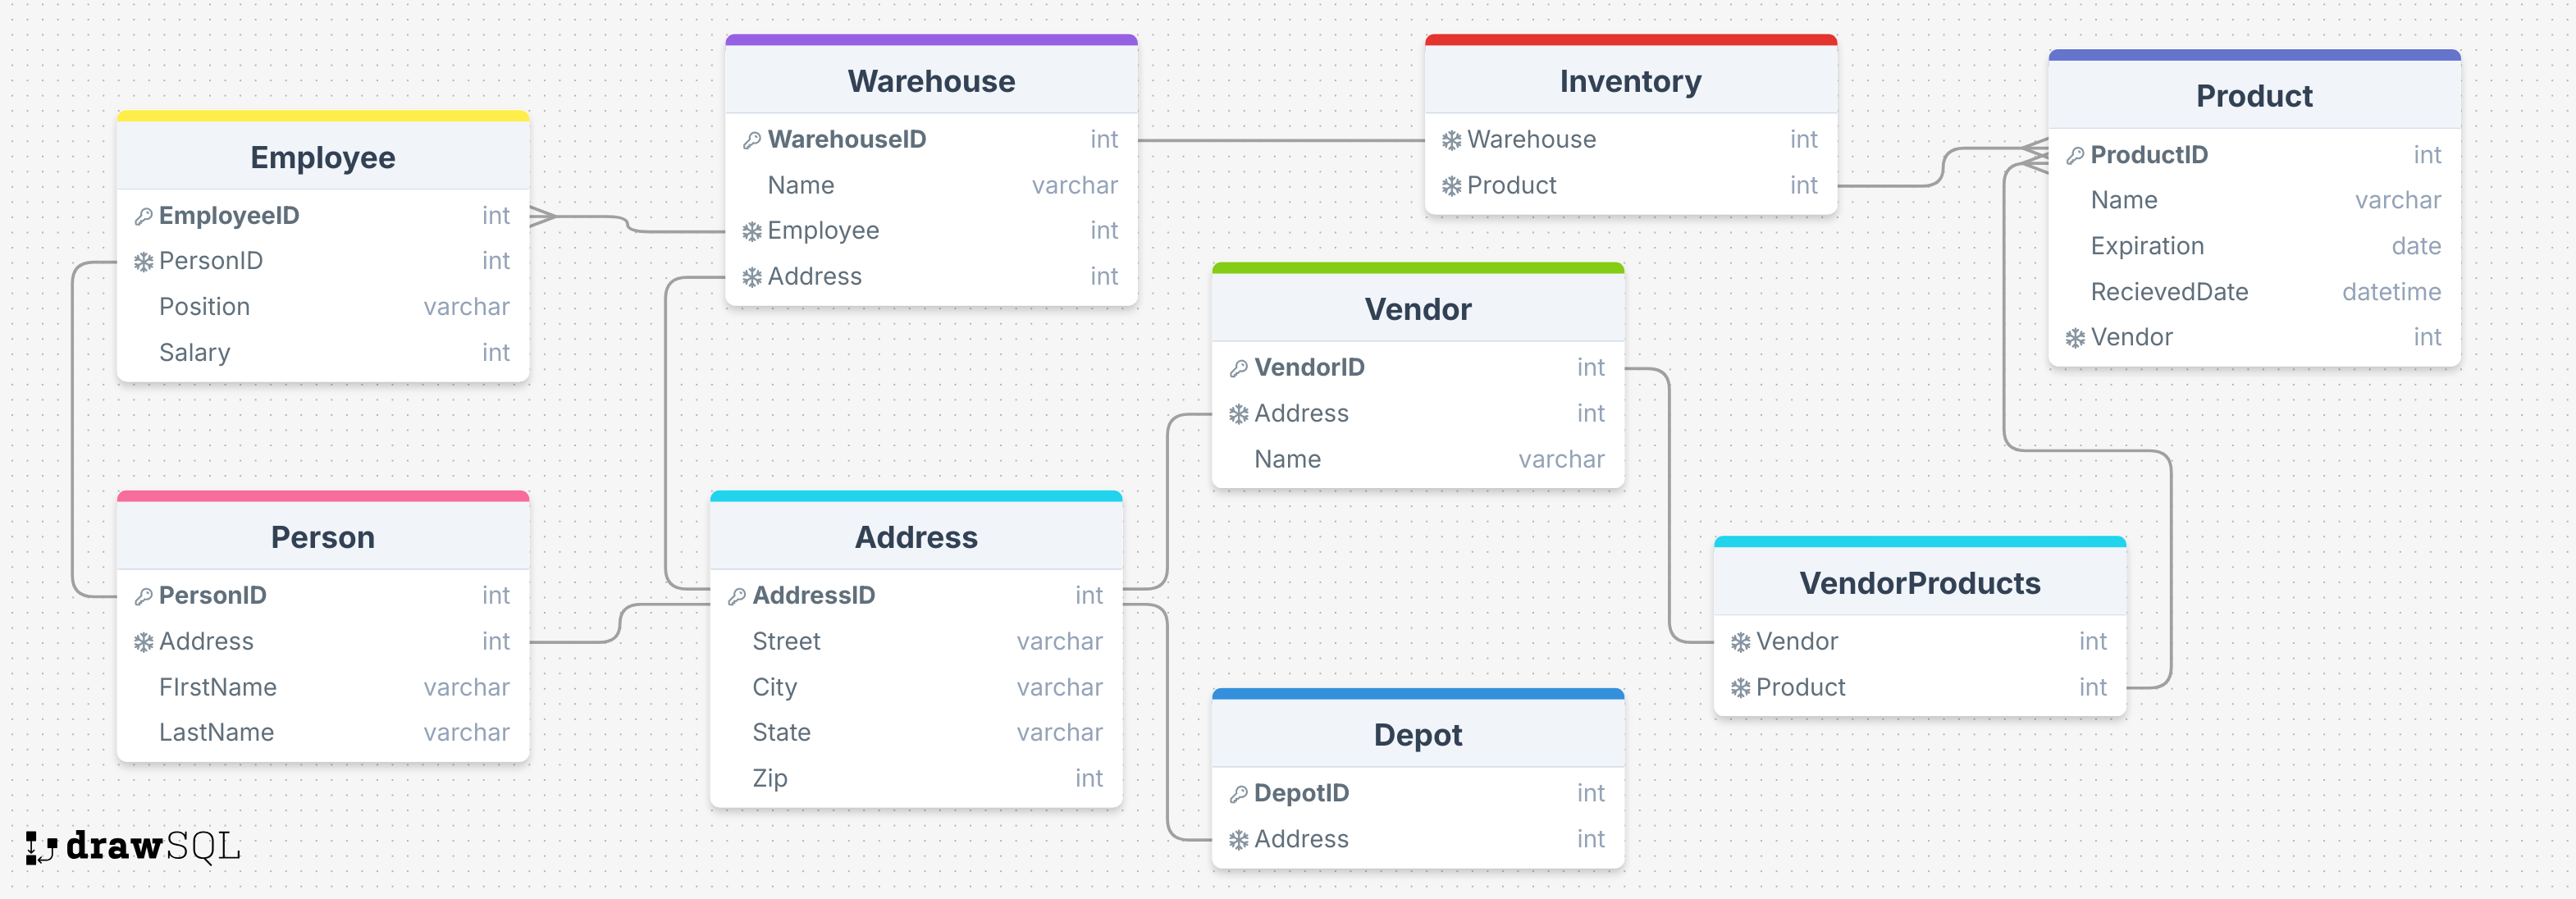 Employee
EmployeeID int
PersonID int
Position varchar
Salary int
Warehouse
WarehouseID int
Name varchar
Employee int
Address int
Inventory
Warehouse int
Product int
Product
ProductID int
Name varchar
Expiration date
RecievedDate datetime
Vendor int
Vendor
VendorID int
Address int
Name varchar
Person
PersonID int
Address int
FIrstName varchar
LastName varchar
Address
AddressID int
Street varchar
City varchar
State varchar
Zip int
VendorProducts
Vendor int
Product int
Depot
DepotID int
Address int
drawSQL